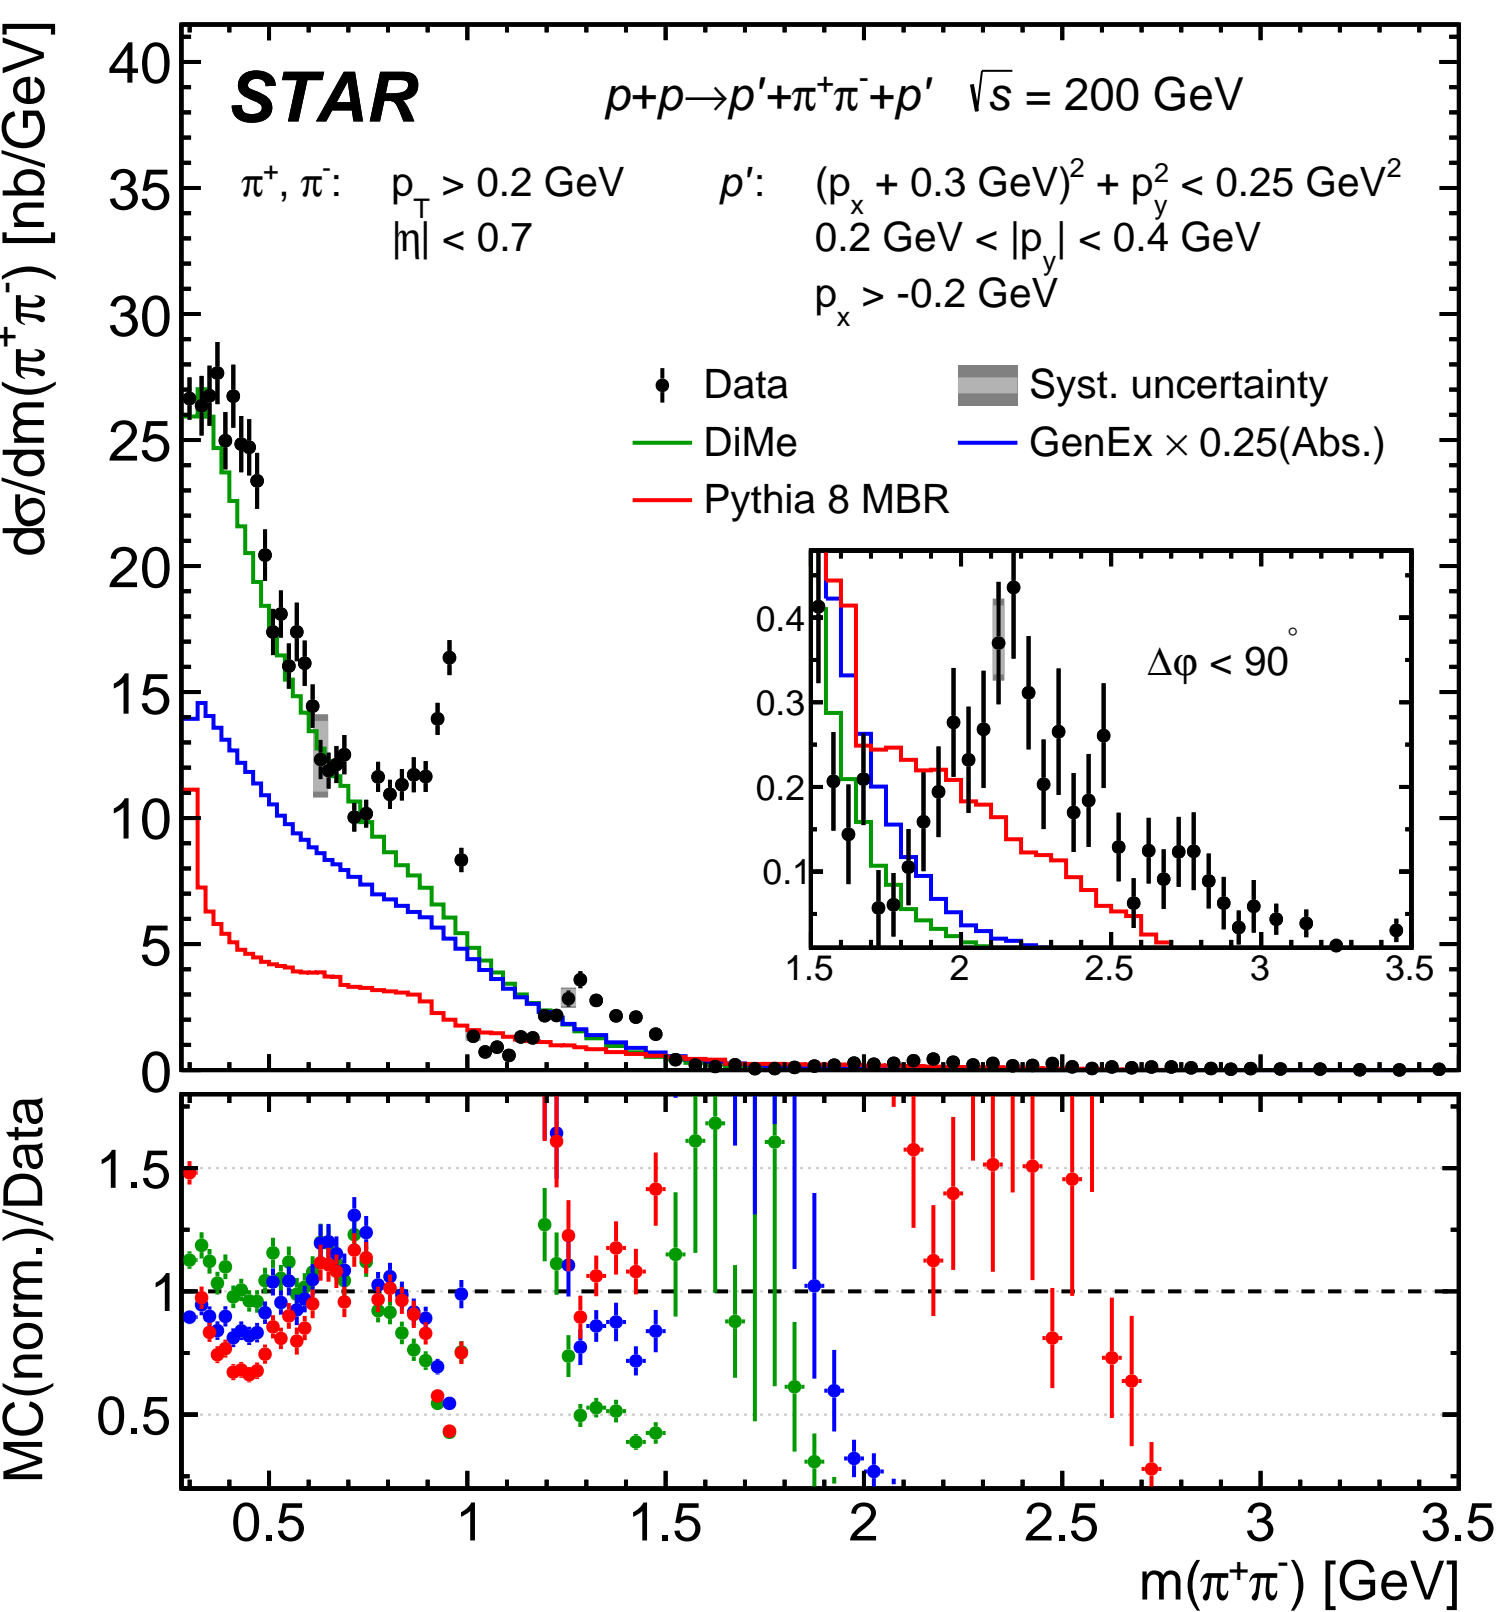 STAR p+p→p′+π⁺π⁻+p′ √s = 200 GeV
π⁺, π⁻: p_T > 0.2 GeV p′: (p_x + 0.3 GeV)² + p_y² < 0.25 GeV²
|η| < 0.7 0.2 GeV < |p_y| < 0.4 GeV
p_x > -0.2 GeV
Data Syst. uncertainty
DiMe GenEx × 0.25(Abs.)
Pythia 8 MBR
dσ/dm(π⁺π⁻) [nb/GeV]
40
35
30
25
20
15
10
5
0
Δφ < 90°
0.4
0.3
0.2
0.1
1.5 2 2.5 3 3.5
MC(norm.)/Data
1.5
1
0.5
0.5 1 1.5 2 2.5 3 3.5
m(π⁺π⁻) [GeV]